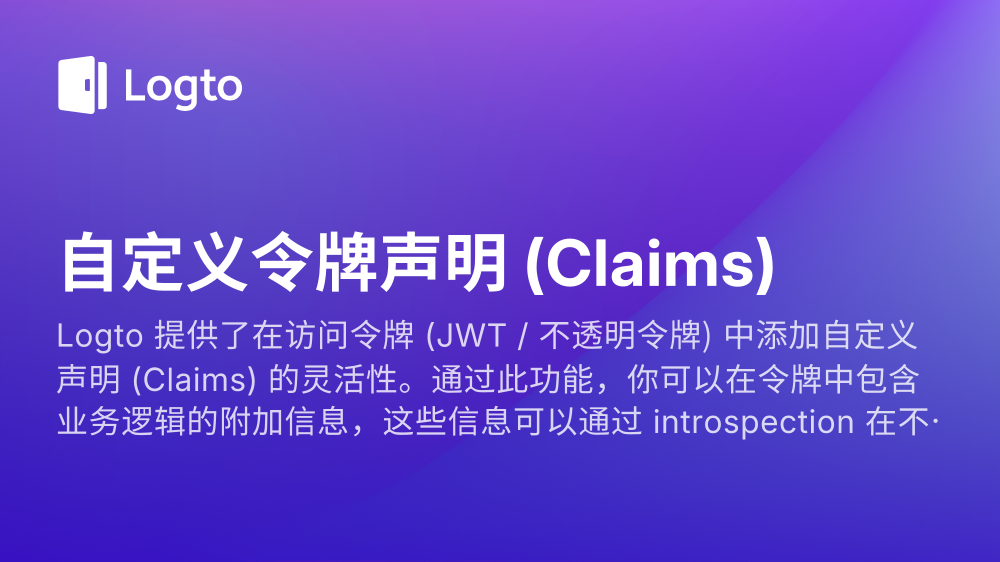 Logto
自定义令牌声明 (Claims)
Logto 提供了在访问令牌 (JWT / 不透明令牌) 中添加自定义
声明 (Claims) 的灵活性。通过此功能，你可以在令牌中包含
业务逻辑的附加信息，这些信息可以通过 introspection 在不·